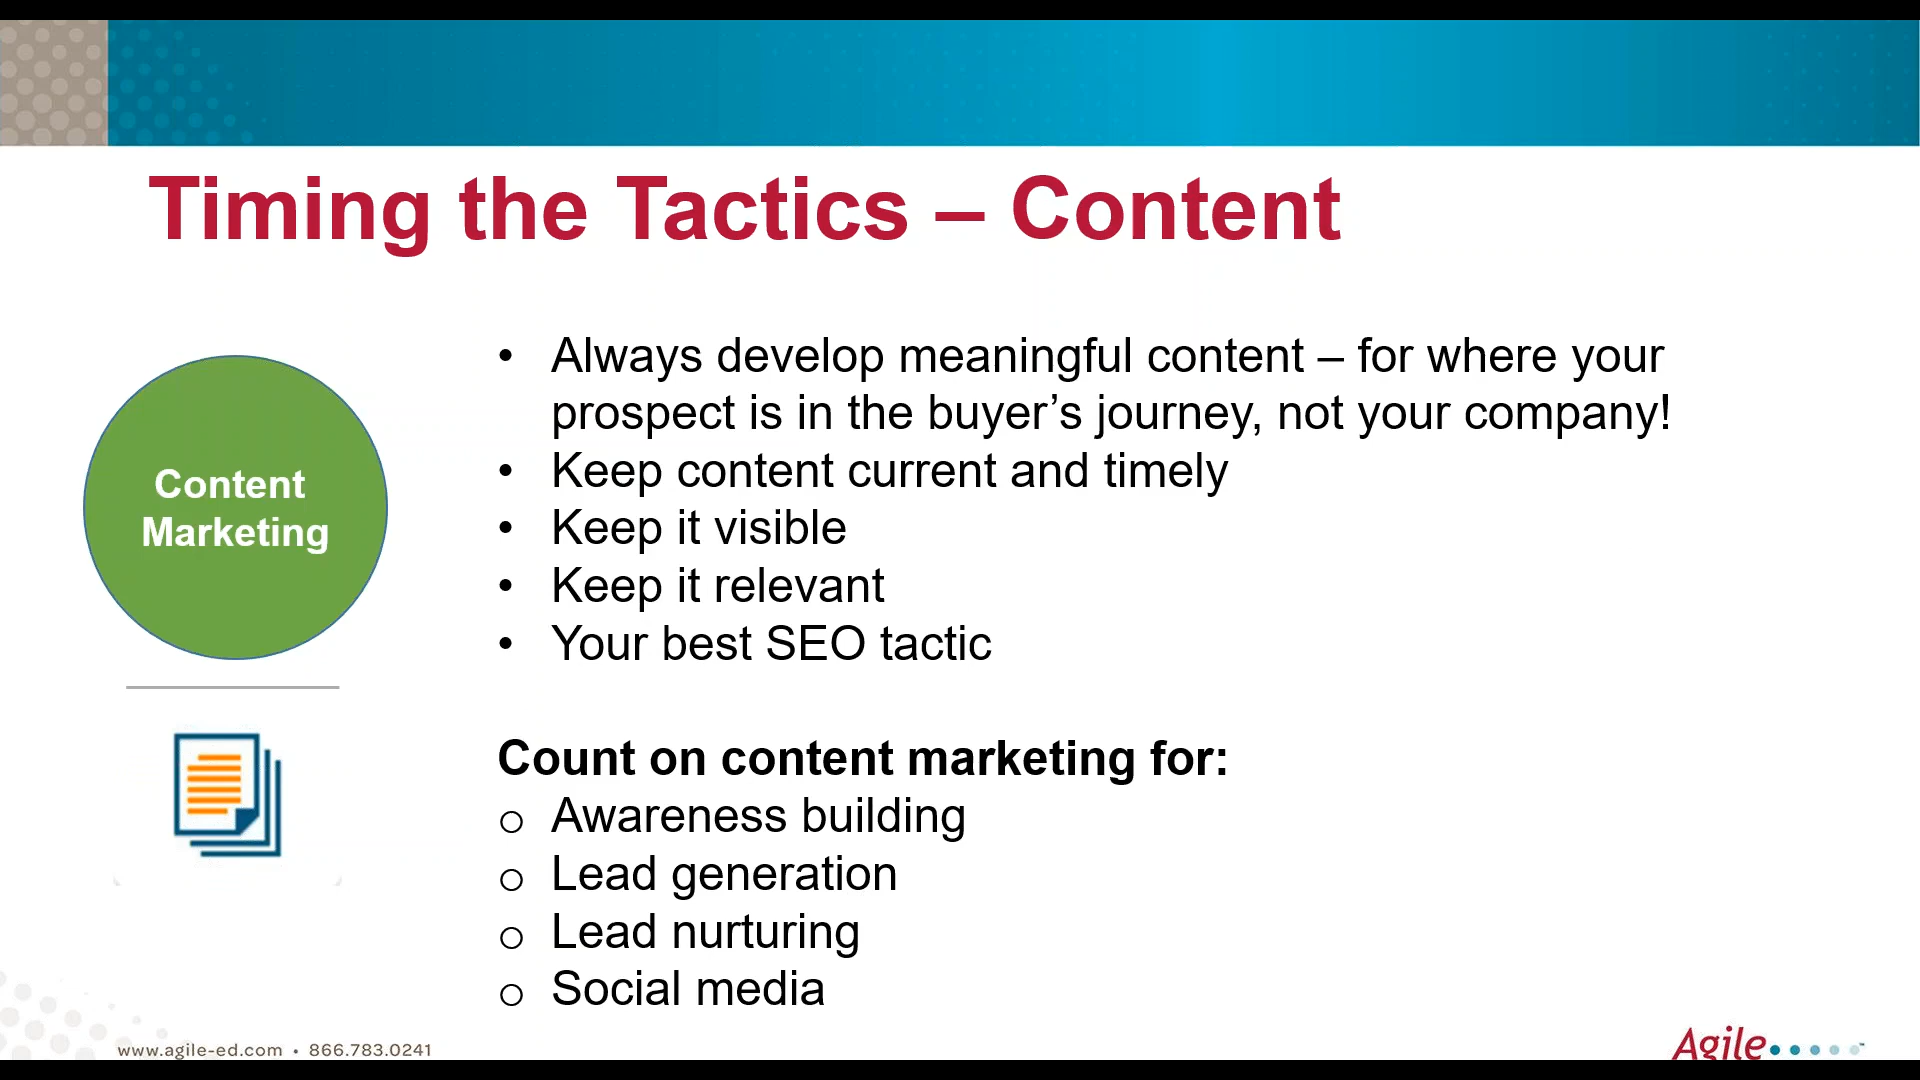 Timing the Tactics – Content
Content
Marketing
• Always develop meaningful content – for where your
prospect is in the buyer’s journey, not your company!
• Keep content current and timely
• Keep it visible
• Keep it relevant
• Your best SEO tactic
Count on content marketing for:
o Awareness building
o Lead generation
o Lead nurturing
o Social media
www.agile-ed.com • 866.783.0241
Agile